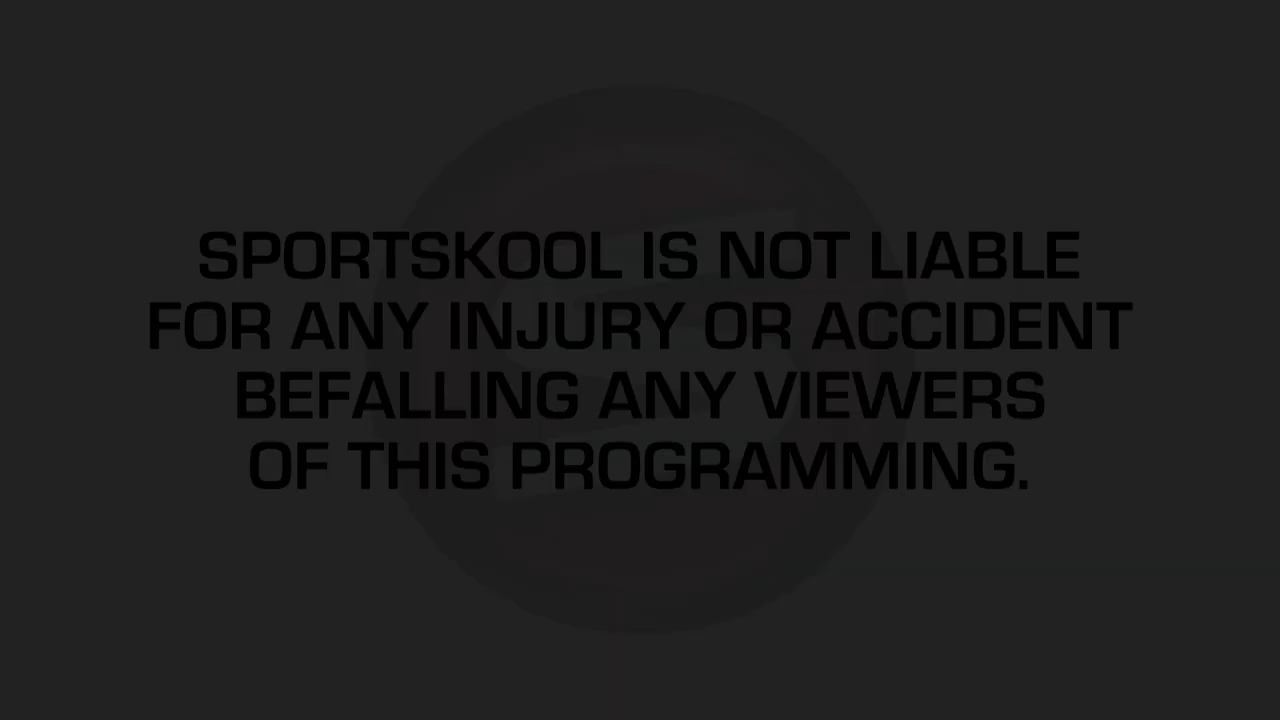 SPORTSKOOL IS NOT LIABLE
FOR ANY INJURY OR ACCIDENT
BEFALLING ANY VIEWERS
OF THIS PROGRAMMING.